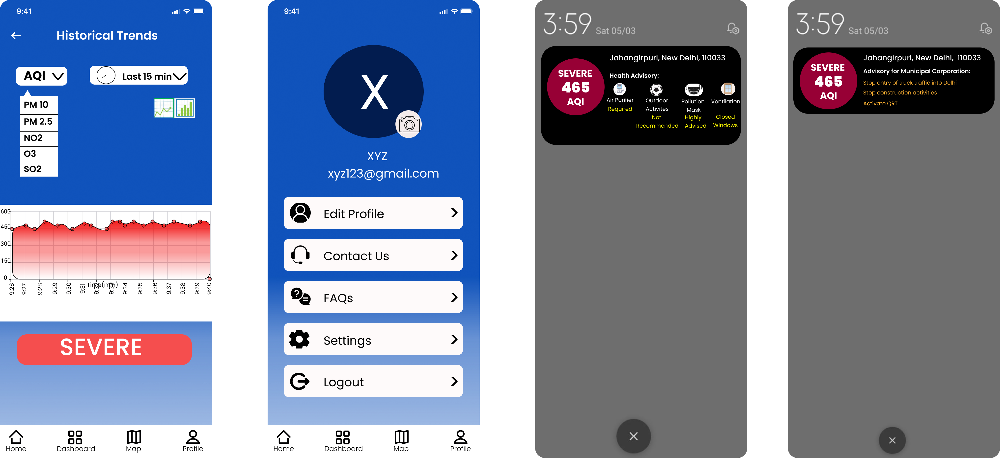 9:41
Historical Trends
AQI
Last 15 min
PM 10
PM 2.5
NO2
O3
SO2
600
450
300
150
0
9:26
9:27
9:28
9:29
9:30
9:31
9:32
9:33
9:34
9:35
9:36
9:37
9:38
9:39
9:40
Time(min)
SEVERE
Home
Dashboard
Map
Profile
9:41
X
XYZ
xyz123@gmail.com
Edit Profile
Contact Us
FAQs
Settings
Logout
Home
Dashboard
Map
Profile
3:59 Sat 05/03
SEVERE
465
AQI
Jahangirpuri, New Delhi, 110033
Health Advisory:
Air Purifier
Required
Outdoor
Activites
Not
Recommended
Pollution
Mask
Highly
Advised
Ventilation
Closed
Windows
3:59 Sat 05/03
SEVERE
465
AQI
Jahangirpuri, New Delhi, 110033
Advisory for Municipal Corporation:
Stop entry of truck traffic into Delhi
Stop construction activities
Activate QRT